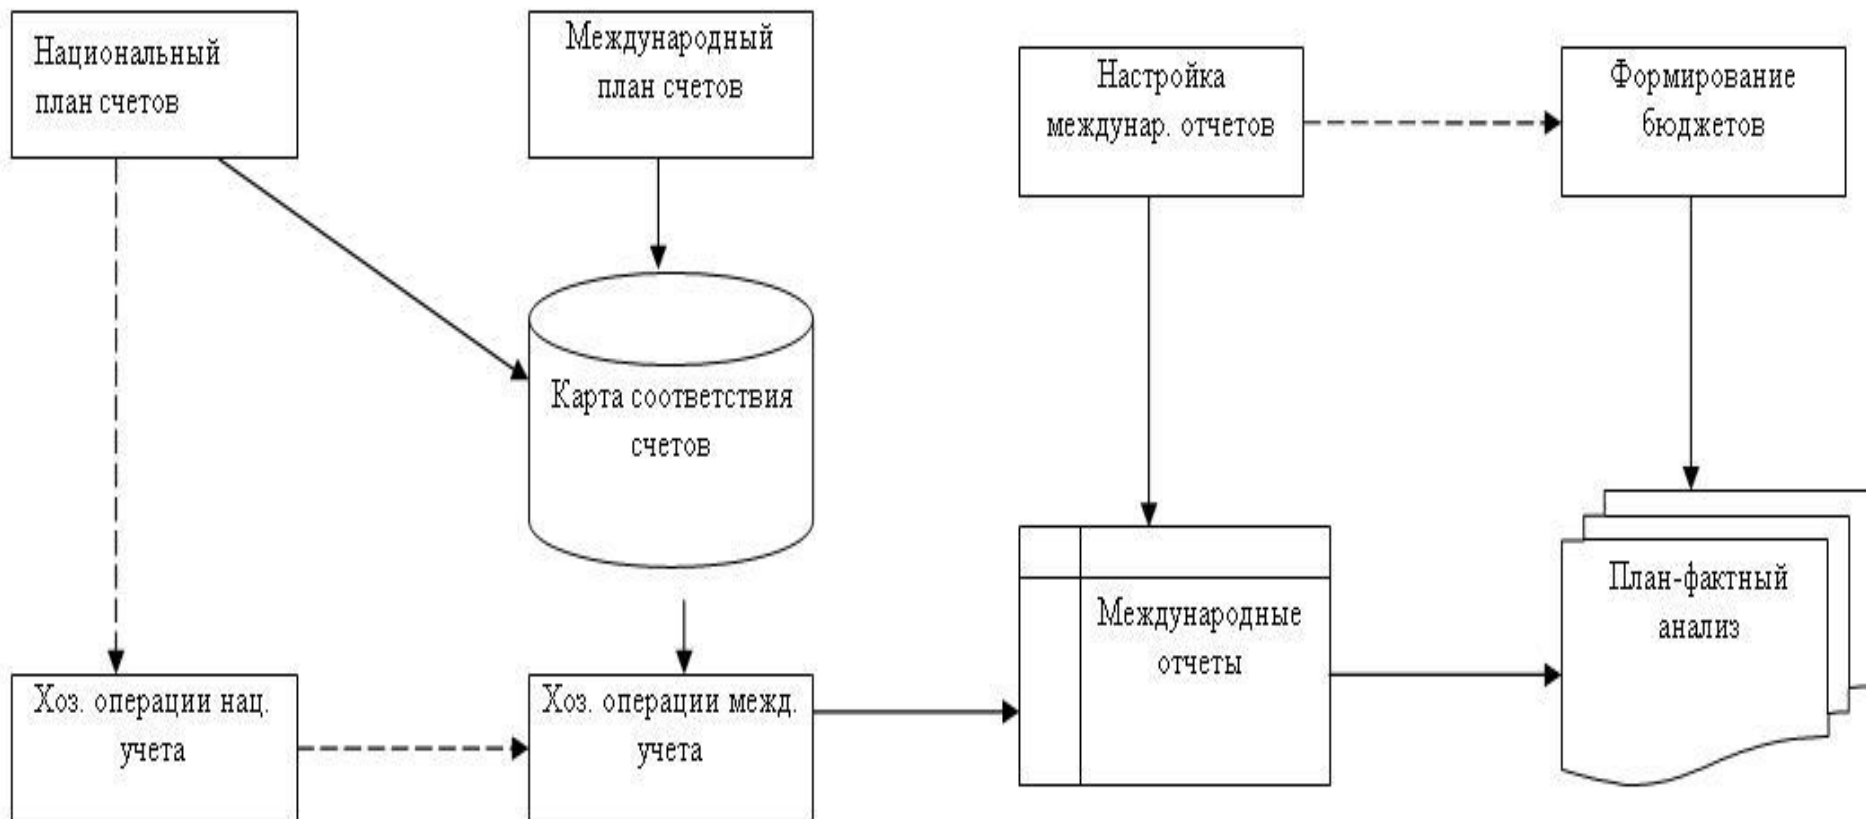 Национальный
план счетов
Международный
план счетов
Настройка
междунар. отчетов
Формирование
бюджетов
Карта соответствия
счетов
Хоз. операции нац.
учета
Хоз. операции межд.
учета
Международные
отчеты
План-фактный
анализ